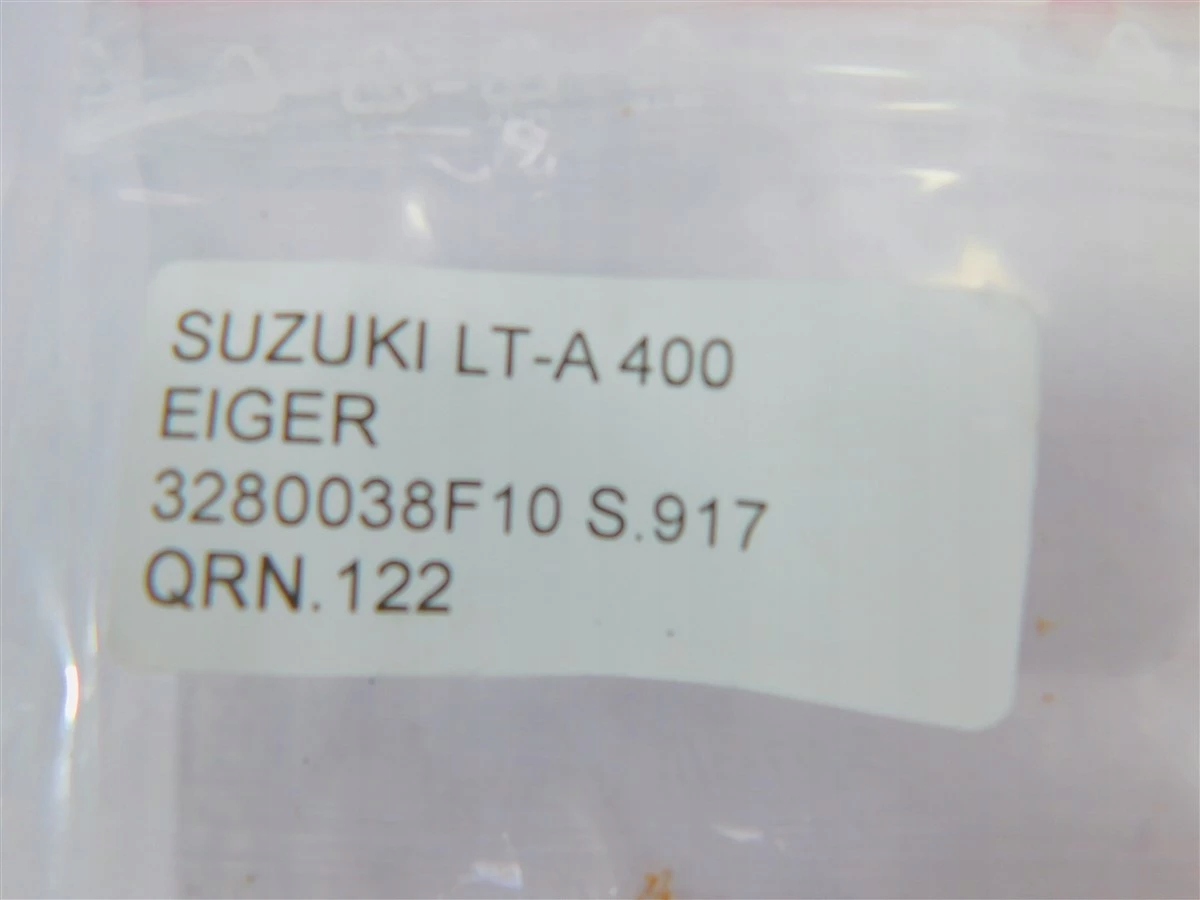 SUZUKI LT-A 400
EIGER
3280038F10 S.917
QRN.122